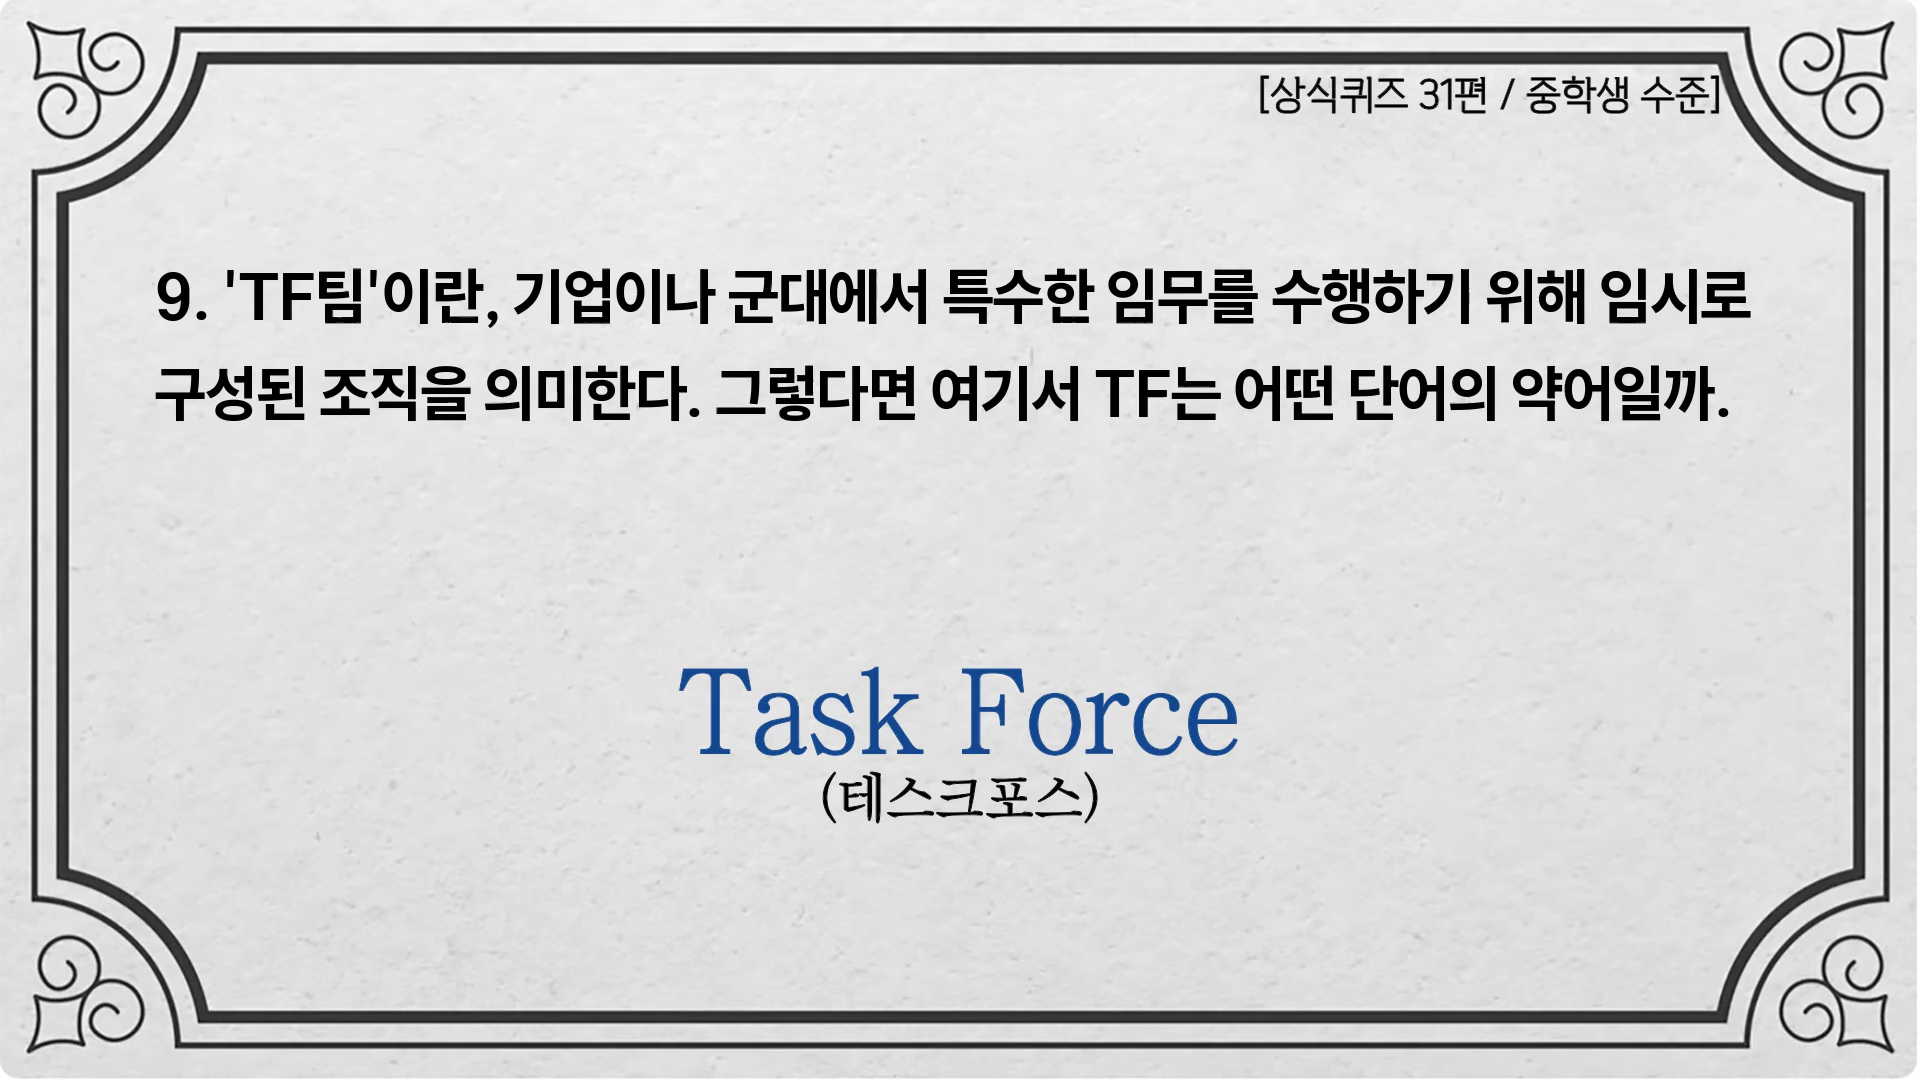 [상식퀴즈 31편 / 중학생 수준]
9. 'TF팀'이란, 기업이나 군대에서 특수한 임무를 수행하기 위해 임시로
구성된 조직을 의미한다. 그렇다면 여기서 TF는 어떤 단어의 약어일까.
Task Force
(테스크포스)